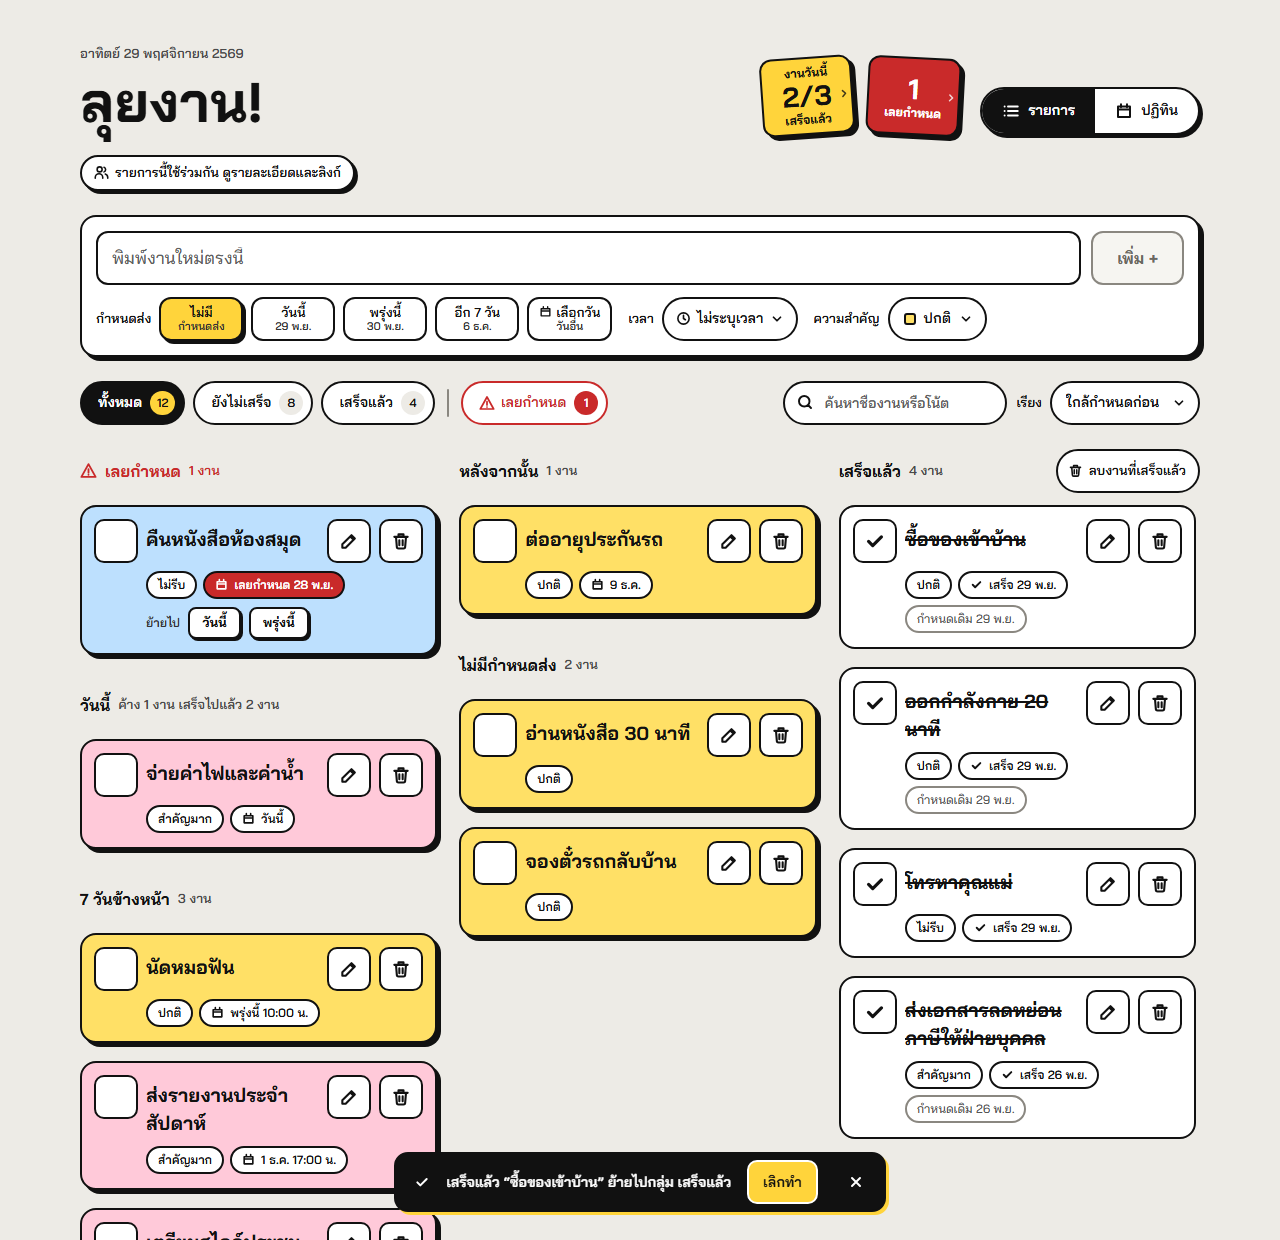 อาทิตย์ 29 พฤศจิกายน 2569
ลุยงาน!
งานวันนี้
2/3
เสร็จแล้ว
1
เลยกำหนด
รายการ
ปฏิทิน
รายการนี้ใช้ร่วมกัน ดูรายละเอียดและลิงก์
พิมพ์งานใหม่ตรงนี้
เพิ่ม +
กำหนดส่ง
ไม่มี
กำหนดส่ง
วันนี้
29 พ.ย.
พรุ่งนี้
30 พ.ย.
อีก 7 วัน
6 ธ.ค.
เลือกวัน
วันอื่น
เวลา
ไม่ระบุเวลา
ความสำคัญ
ปกติ
ทั้งหมด 12
ยังไม่เสร็จ 8
เสร็จแล้ว 4
เลยกำหนด 1
ค้นหาชื่องานหรือโน้ต
เรียง
ใกล้กำหนดก่อน
เลยกำหนด 1 งาน
คืนหนังสือห้องสมุด
ไม่รีบ
เลยกำหนด 28 พ.ย.
ย้ายไป
วันนี้
พรุ่งนี้
วันนี้ ค้าง 1 งาน เสร็จไปแล้ว 2 งาน
จ่ายค่าไฟและค่าน้ำ
สำคัญมาก
วันนี้
7 วันข้างหน้า 3 งาน
นัดหมอฟัน
ปกติ
พรุ่งนี้ 10:00 น.
ส่งรายงานประจำ
สัปดาห์
สำคัญมาก
1 ธ.ค. 17:00 น.
หลังจากนั้น 1 งาน
ต่ออายุประกันรถ
ปกติ
9 ธ.ค.
ไม่มีกำหนดส่ง 2 งาน
อ่านหนังสือ 30 นาที
ปกติ
จองตั๋วรถกลับบ้าน
ปกติ
เสร็จแล้ว 4 งาน
ลบงานที่เสร็จแล้ว
ซื้อของเข้าบ้าน
ปกติ
เสร็จ 29 พ.ย.
กำหนดเดิม 29 พ.ย.
ออกกำลังกาย 20
นาที
ปกติ
เสร็จ 29 พ.ย.
กำหนดเดิม 29 พ.ย.
โทรหาคุณแม่
ไม่รีบ
เสร็จ 29 พ.ย.
ส่งเอกสารลดหย่อน
ภาษีให้ฝ่ายบุคคล
สำคัญมาก
เสร็จ 26 พ.ย.
กำหนดเดิม 26 พ.ย.
เสร็จแล้ว “ซื้อของเข้าบ้าน” ย้ายไปกลุ่ม เสร็จแล้ว
เลิกทำ